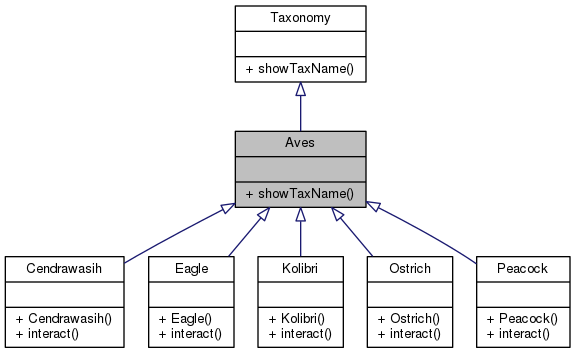 Taxonomy
+ showTaxName()
Aves
+ showTaxName()
Cendrawasih
+ Cendrawasih()
+ interact()
Eagle
+ Eagle()
+ interact()
Kolibri
+ Kolibri()
+ interact()
Ostrich
+ Ostrich()
+ interact()
Peacock
+ Peacock()
+ interact()